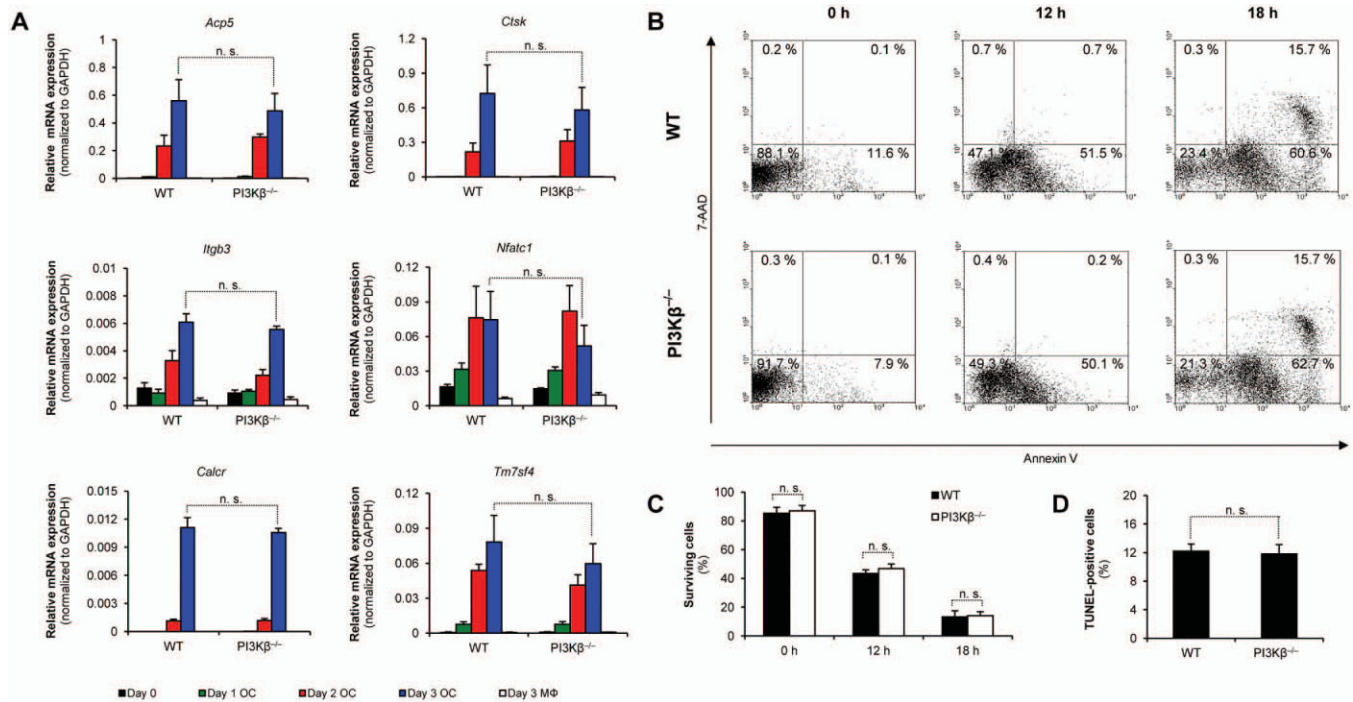 A
Acp5
Relative mRNA expression
(normalized to GAPDH)
1
0.8
0.6
0.4
0.2
0
n. s.
WT
PI3Kβ–/–
Ctsk
Relative mRNA expression
(normalized to GAPDH)
1.2
0.9
0.6
0.3
0
n. s.
WT
PI3Kβ–/–
Itgb3
Relative mRNA expression
(normalized to GAPDH)
0.01
0.008
0.006
0.004
0.002
0
n. s.
WT
PI3Kβ–/–
Nfatc1
Relative mRNA expression
(normalized to GAPDH)
0.12
0.09
0.06
0.03
0
n. s.
WT
PI3Kβ–/–
Calcr
Relative mRNA expression
(normalized to GAPDH)
0.015
0.012
0.009
0.006
0.003
0
n. s.
WT
PI3Kβ–/–
Tm7sf4
Relative mRNA expression
(normalized to GAPDH)
0.12
0.09
0.06
0.03
0
n. s.
WT
PI3Kβ–/–
Day 0
Day 1 OC
Day 2 OC
Day 3 OC
Day 3 MΦ
B
0 h
12 h
18 h
7-AAD
WT
0.2 %
0.1 %
88.1 %
11.6 %
0.7 %
0.7 %
47.1 %
51.5 %
0.3 %
15.7 %
23.4 %
60.6 %
PI3Kβ–/–
0.3 %
0.1 %
91.7 %
7.9 %
0.4 %
0.2 %
49.3 %
50.1 %
0.3 %
15.7 %
21.3 %
62.7 %
Annexin V
C
Surviving cells
(%)
100
80
60
40
20
0
n. s.
n. s.
n. s.
WT
PI3Kβ–/–
0 h
12 h
18 h
D
TUNEL-positive cells
(%)
20
16
12
8
4
0
n. s.
WT
PI3Kβ–/–